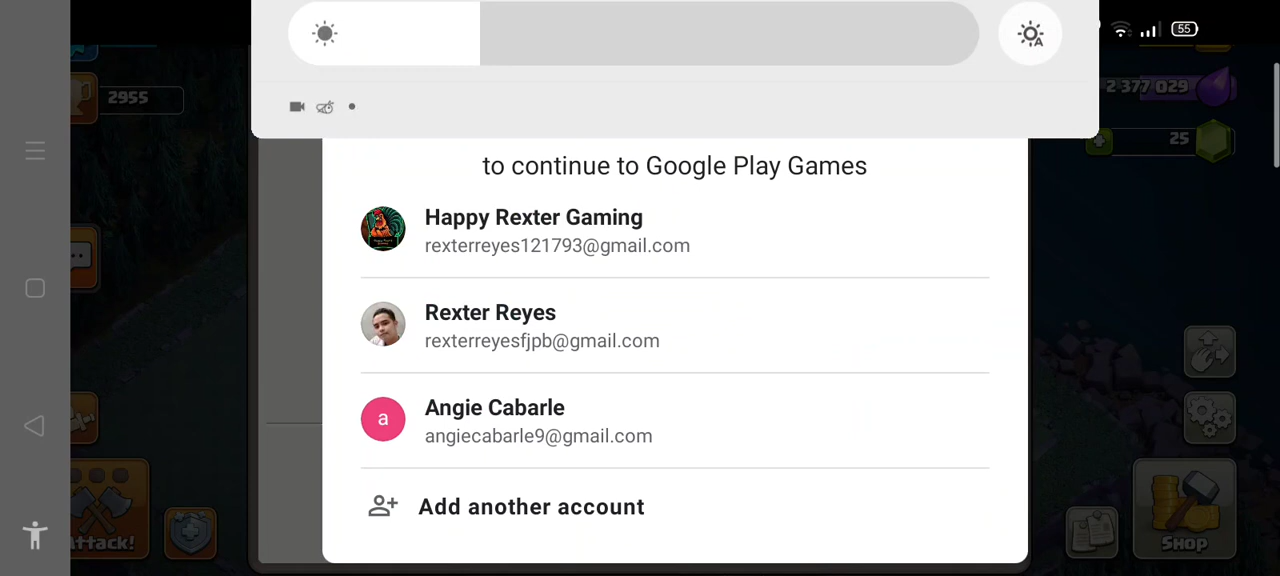 55
2955
2 377 029
25
to continue to Google Play Games
Happy Rexter Gaming
rexterreyes121793@gmail.com
Rexter Reyes
rexterreyesfjpb@gmail.com
a
Angie Cabarle
angiecabarle9@gmail.com
Add another account
Attack!
Shop